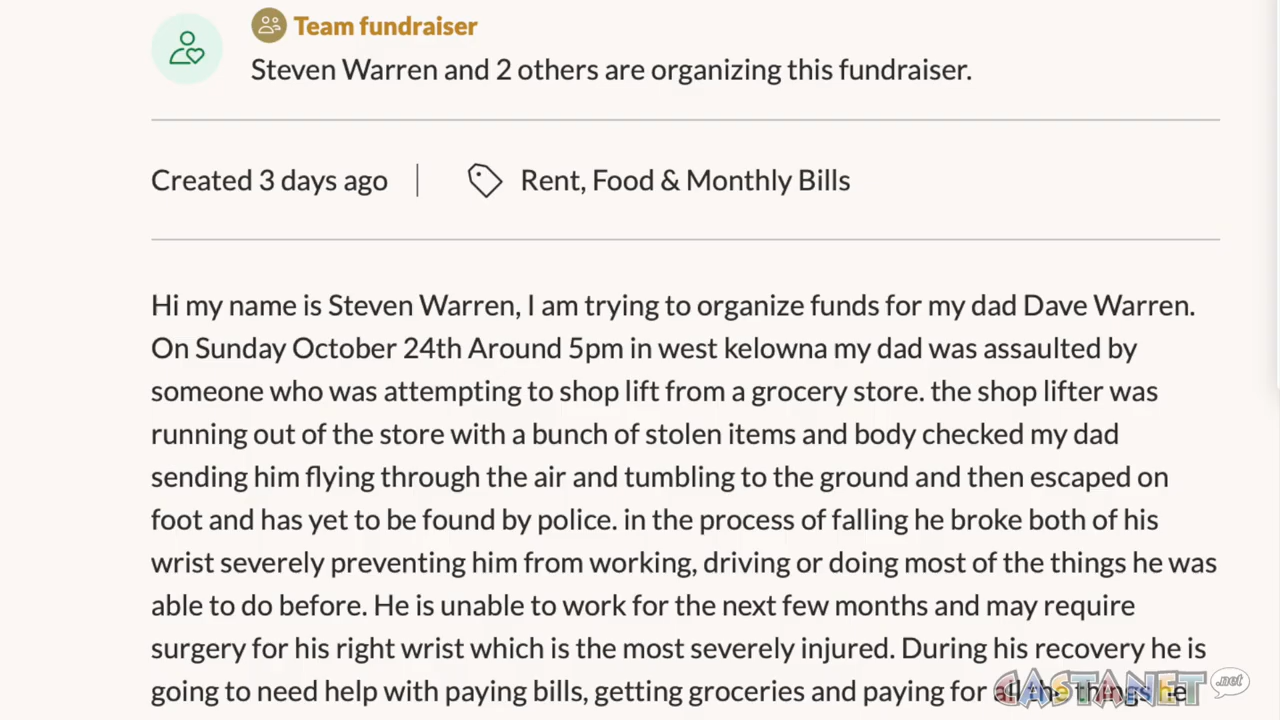 Team fundraiser
Steven Warren and 2 others are organizing this fundraiser.
Created 3 days ago
Rent, Food & Monthly Bills
Hi my name is Steven Warren, I am trying to organize funds for my dad Dave Warren.
On Sunday October 24th Around 5pm in west kelowna my dad was assaulted by
someone who was attempting to shop lift from a grocery store. the shop lifter was
running out of the store with a bunch of stolen items and body checked my dad
sending him flying through the air and tumbling to the ground and then escaped on
foot and has yet to be found by police. in the process of falling he broke both of his
wrist severely preventing him from working, driving or doing most of the things he was
able to do before. He is unable to work for the next few months and may require
surgery for his right wrist which is the most severely injured. During his recovery he is
going to need help with paying bills, getting groceries and paying for all the things he
CASTANET .net